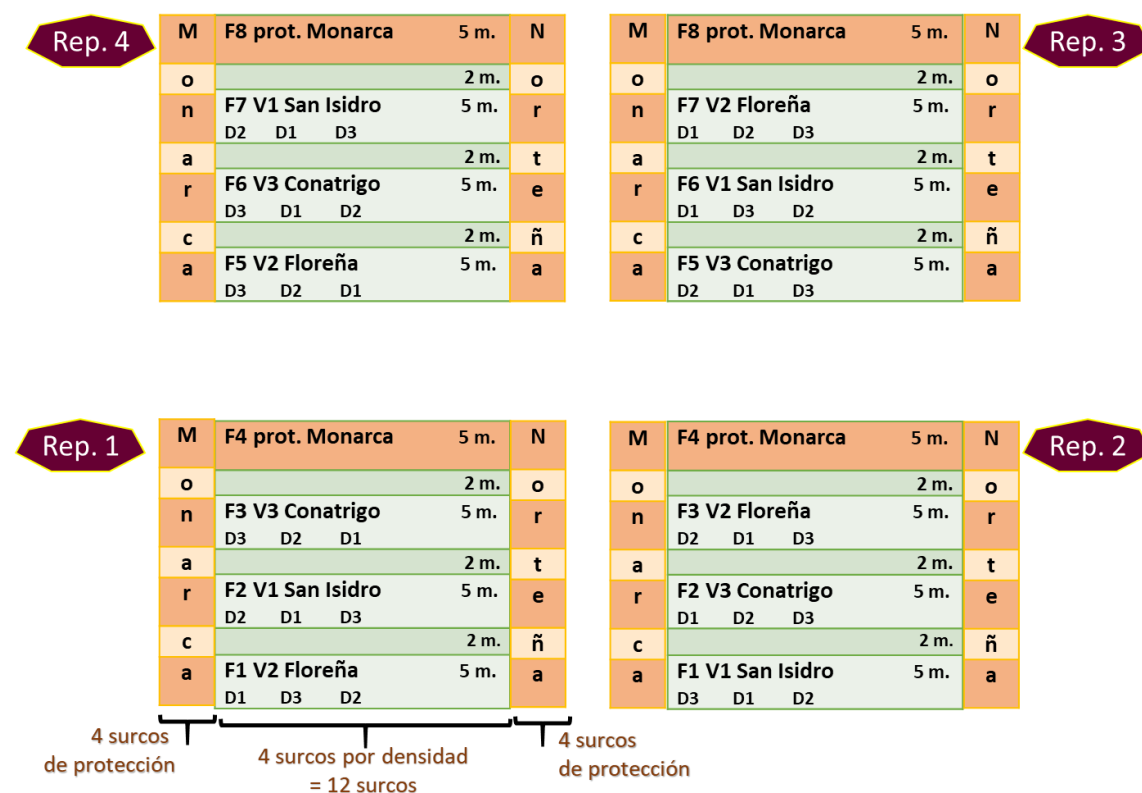 Rep. 4
M F8 prot. Monarca 5 m. N
o 2 m. o
n F7 V1 San Isidro 5 m. r
D2 D1 D3
a 2 m. t
r F6 V3 Conatrigo 5 m. e
D3 D1 D2
c 2 m. ñ
a F5 V2 Floreña 5 m. a
D3 D2 D1
M F8 prot. Monarca 5 m. N
Rep. 3
o 2 m. o
n F7 V2 Floreña 5 m. r
D1 D2 D3
a 2 m. t
r F6 V1 San Isidro 5 m. e
D1 D3 D2
c 2 m. ñ
a F5 V3 Conatrigo 5 m. a
D2 D1 D3
Rep. 1
M F4 prot. Monarca 5 m. N
o 2 m. o
n F3 V3 Conatrigo 5 m. r
D3 D2 D1
a 2 m. t
r F2 V1 San Isidro 5 m. e
D2 D1 D3
c 2 m. ñ
a F1 V2 Floreña 5 m. a
D1 D3 D2
M F4 prot. Monarca 5 m. N
Rep. 2
o 2 m. o
n F3 V2 Floreña 5 m. r
D2 D1 D3
a 2 m. t
r F2 V3 Conatrigo 5 m. e
D1 D2 D3
c 2 m. ñ
a F1 V1 San Isidro 5 m. a
D3 D1 D2
4 surcos
de protección
4 surcos por densidad
= 12 surcos
4 surcos
de protección